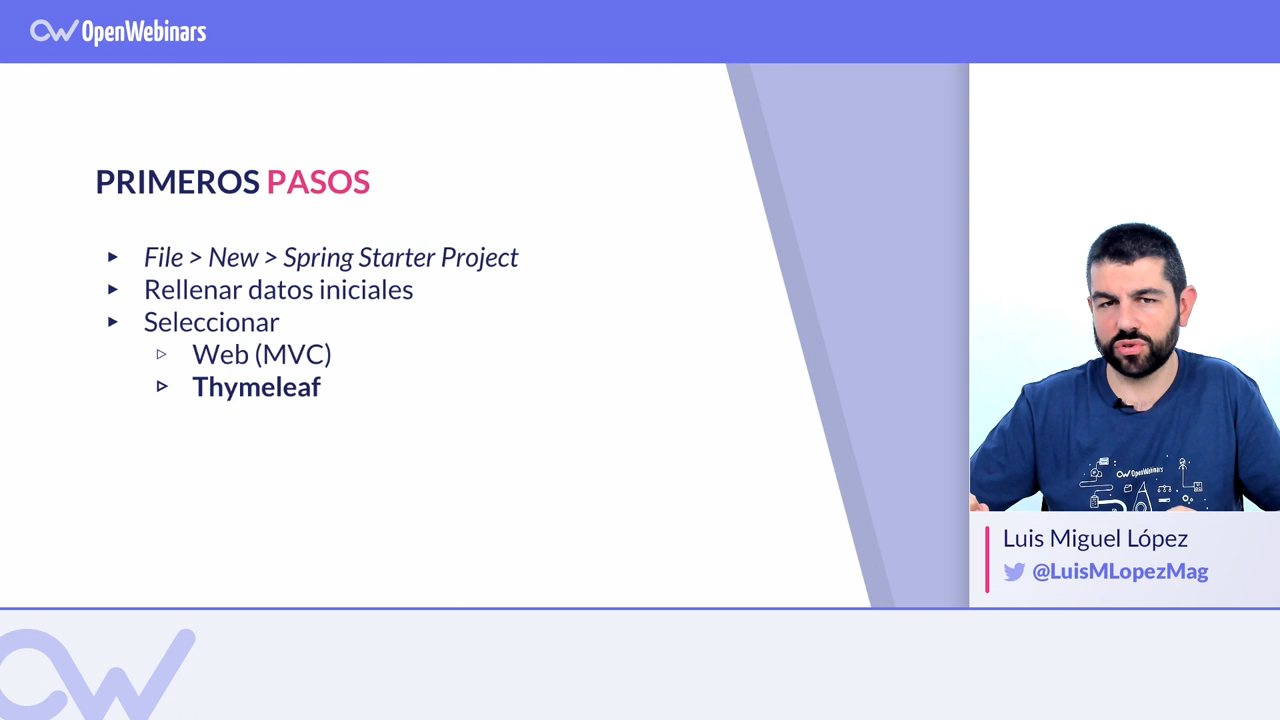 OpenWebinars
PRIMEROS PASOS
File > New > Spring Starter Project
Rellenar datos iniciales
Seleccionar
Web (MVC)
Thymeleaf
OpenWebinars
Luis Miguel López
@LuisMLopezMag